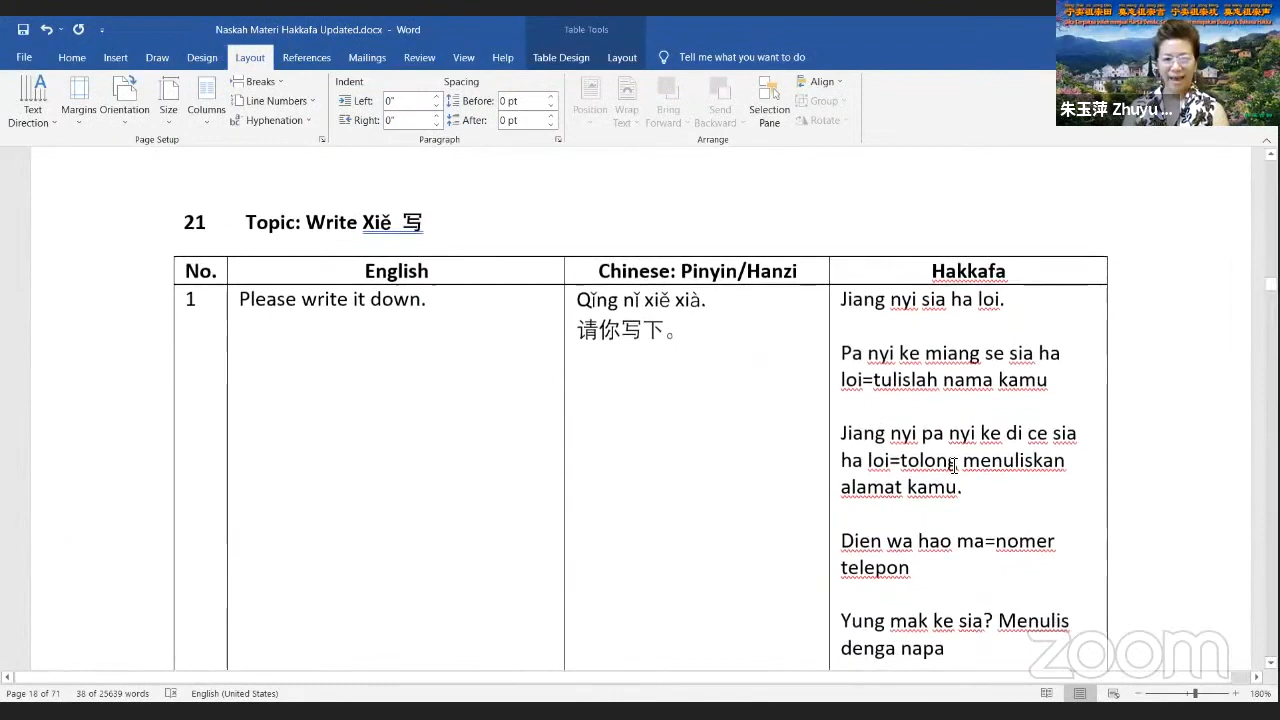 Naskah Materi Hakkafa Updated.docx - Word
Table Tools
File Home Insert Draw Design Layout References Mailings Review View Help Table Design Layout Tell me what you want to do
Text Direction
Margins
Orientation
Size
Columns
Breaks
Line Numbers
Hyphenation
Page Setup
Indent
Left: 0"
Right: 0"
Spacing
Before: 0 pt
After: 0 pt
Paragraph
Position
Wrap Text
Bring Forward
Send Backward
Selection Pane
Align
Group
Rotate
Arrange
朱玉萍 Zhuyu ...
21 Topic: Write Xiě 写
No. English Chinese: Pinyin/Hanzi Hakkafa
1 Please write it down. Qǐng nǐ xiě xià. Jiang nyi sia ha loi.
请你写下。
Pa nyi ke miang se sia ha
loi=tulislah nama kamu
Jiang nyi pa nyi ke di ce sia
ha loi=tolong menuliskan
alamat kamu.
Dien wa hao ma=nomer
telepon
Yung mak ke sia? Menulis
denga napa
zoom
Page 18 of 71 38 of 25639 words English (United States) 180%